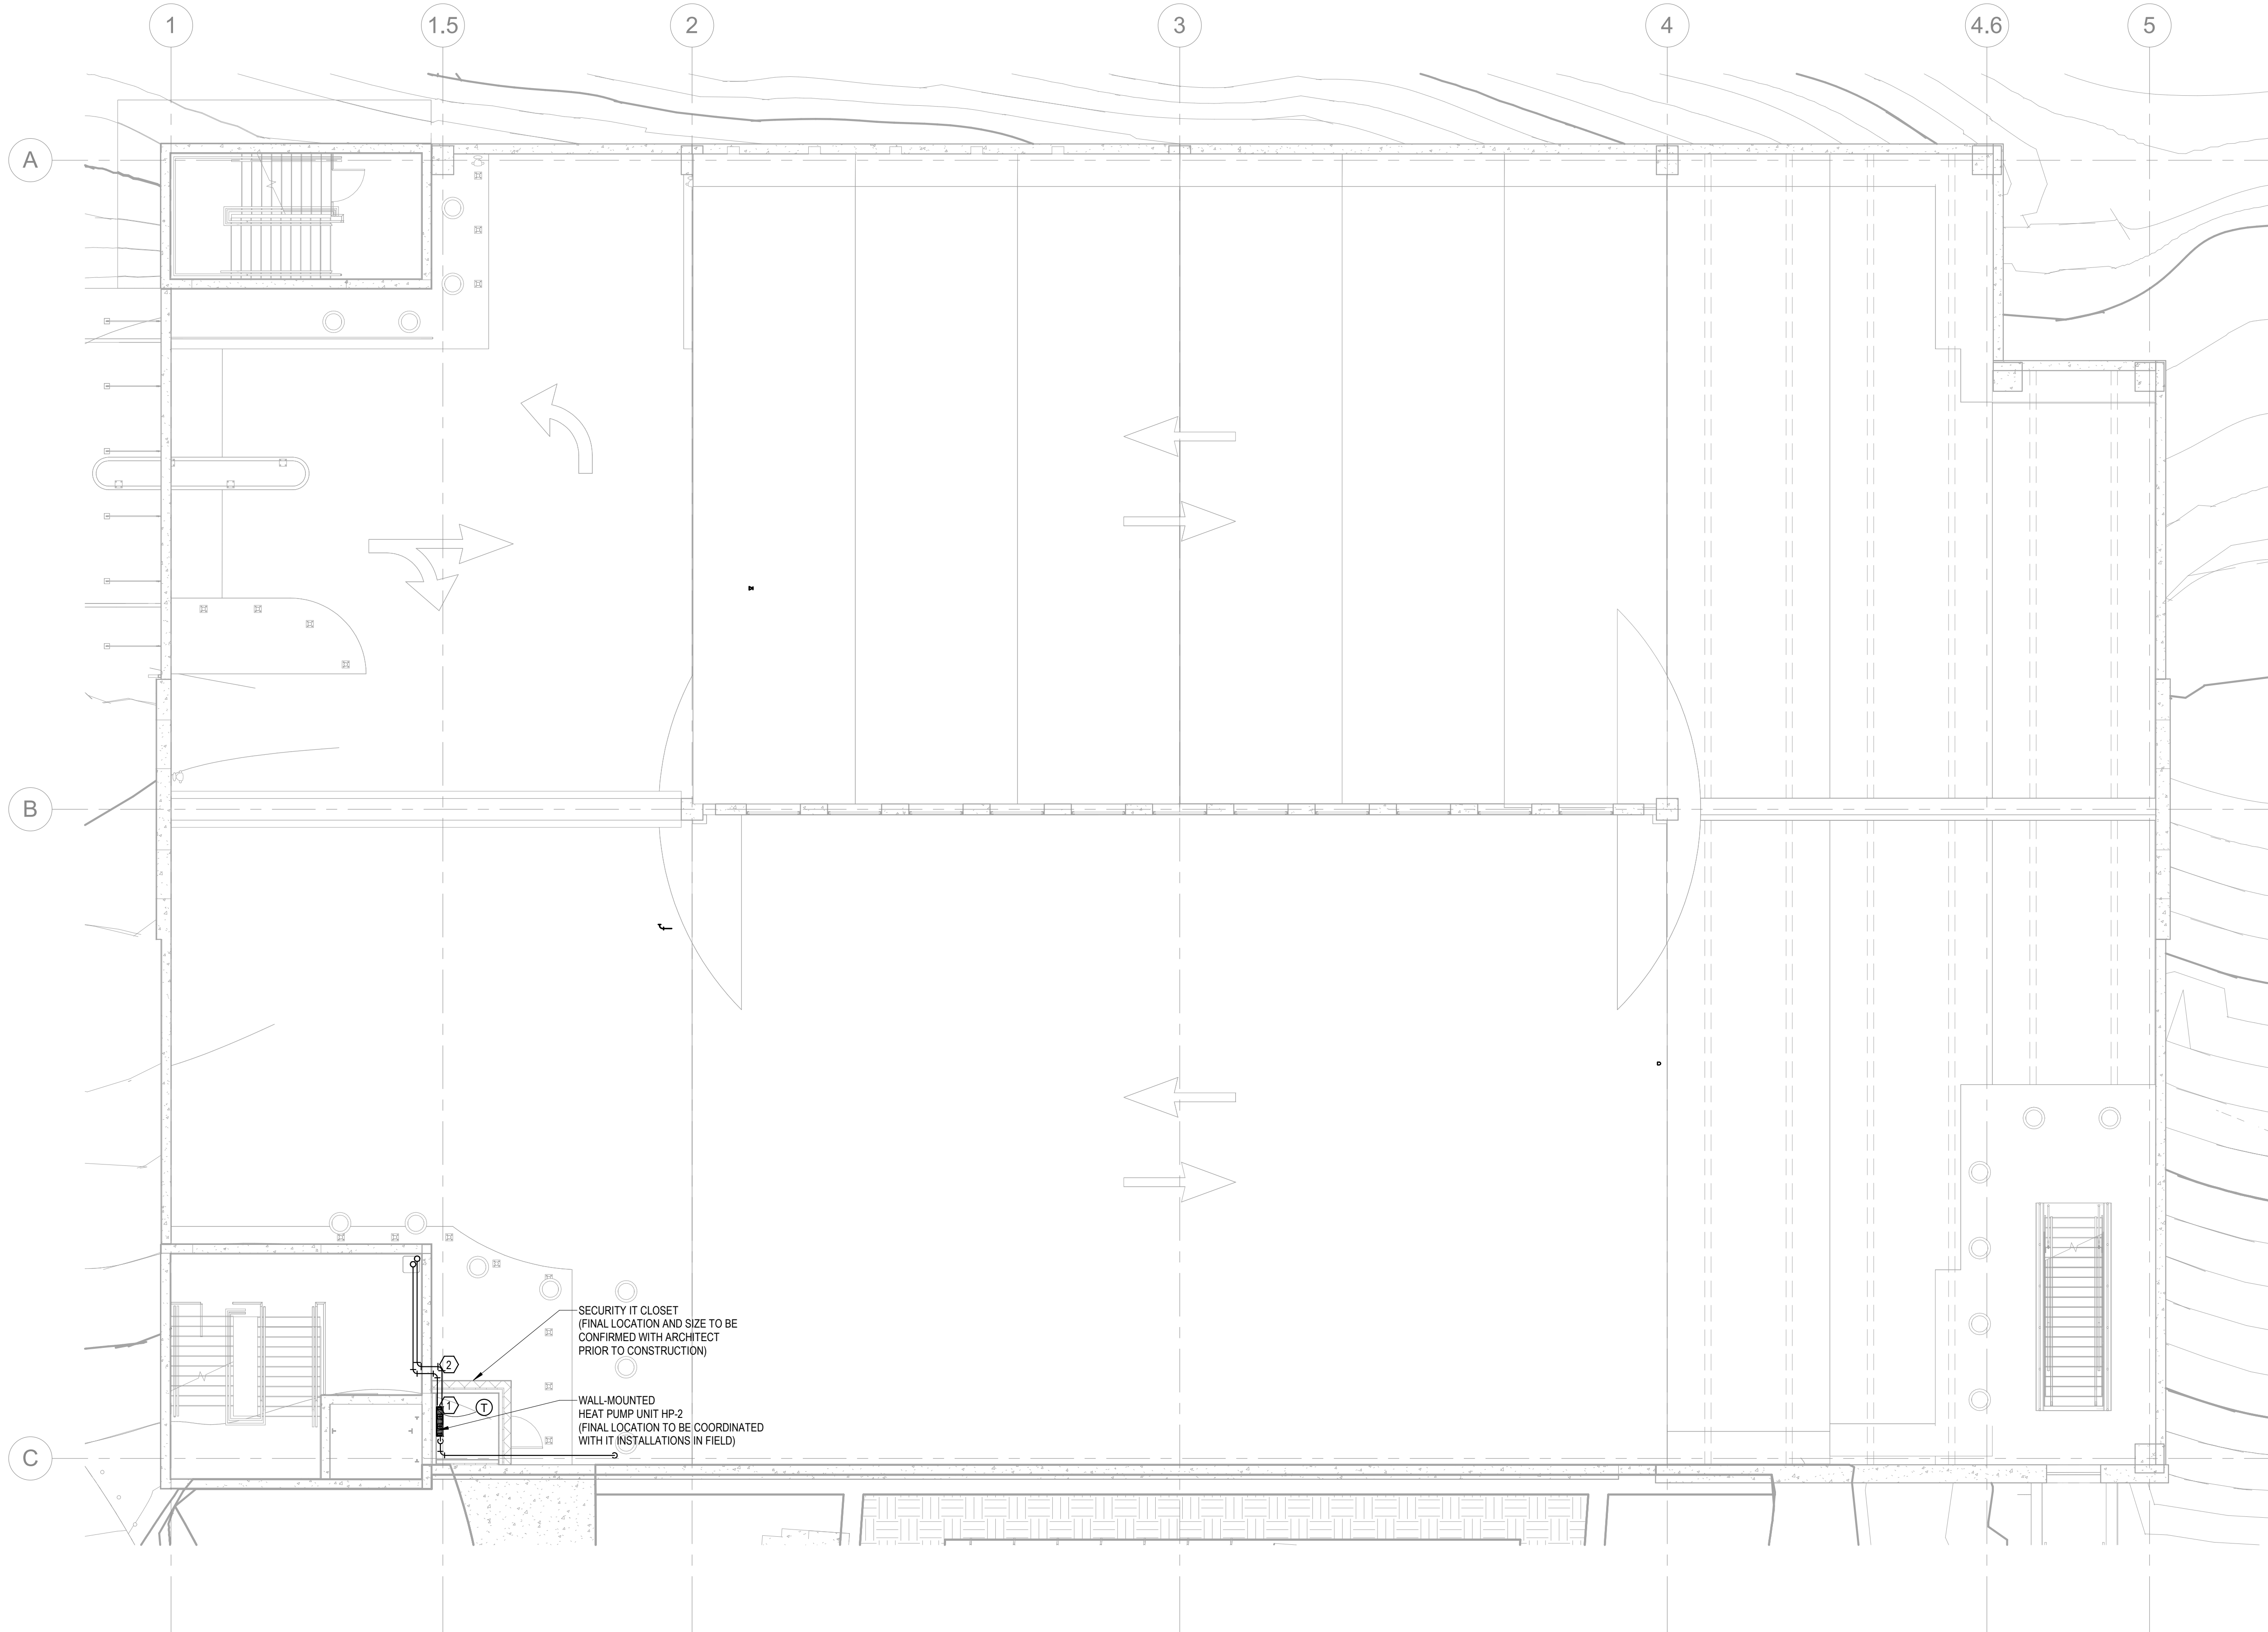 1
1.5
2
3
4
4.6
5
A
B
C
SECURITY IT CLOSET
(FINAL LOCATION AND SIZE TO BE
CONFIRMED WITH ARCHITECT
PRIOR TO CONSTRUCTION)
2
1
T
WALL-MOUNTED
HEAT PUMP UNIT HP-2
(FINAL LOCATION TO BE COORDINATED
WITH IT INSTALLATIONS IN FIELD)